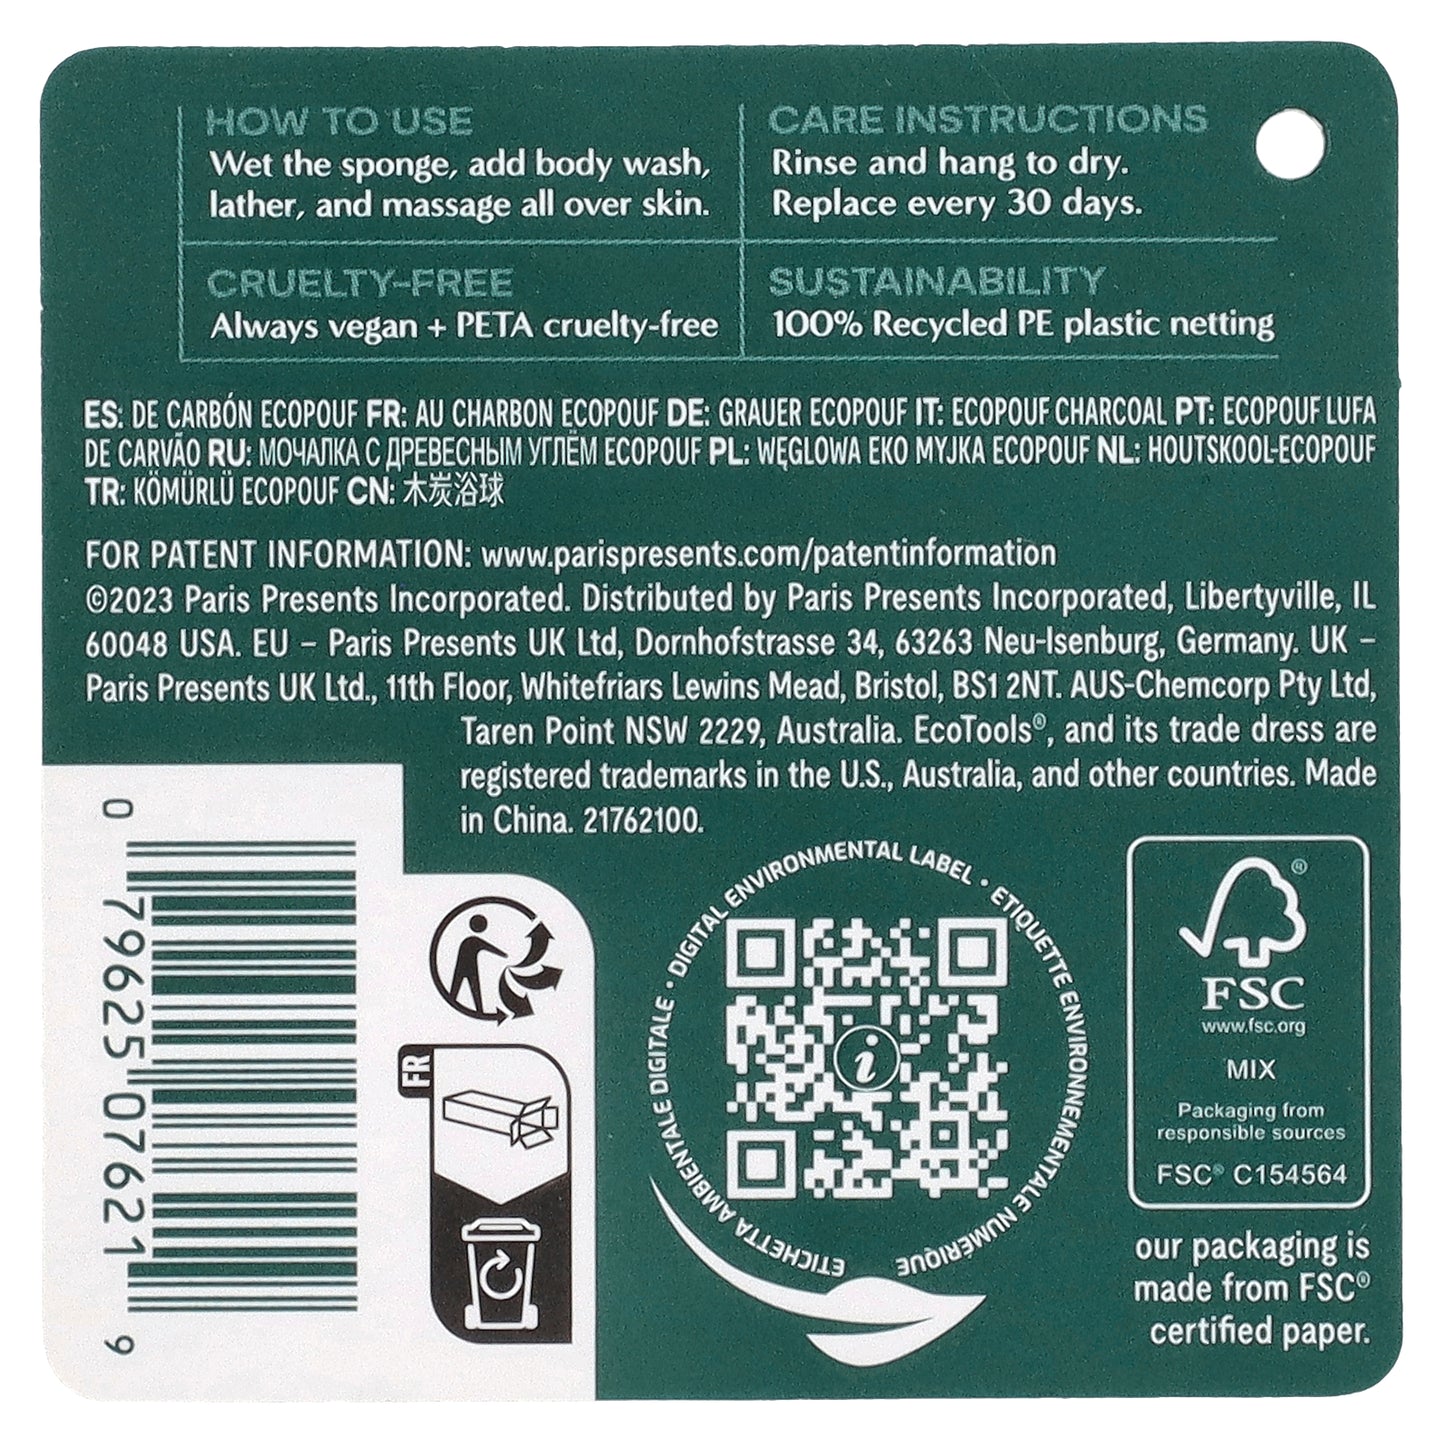 HOW TO USE
Wet the sponge, add body wash,
lather, and massage all over skin.
CARE INSTRUCTIONS
Rinse and hang to dry.
Replace every 30 days.
CRUELTY-FREE
Always vegan + PETA cruelty-free
SUSTAINABILITY
100% Recycled PE plastic netting
ES: DE CARBÓN ECOPOUF FR: AU CHARBON ECOPOUF DE: GRAUER ECOPOUF IT: ECOPOUF CHARCOAL PT: ECOPOUF LUFA
DE CARVÃO RU: МОЧАЛКА С ДРЕВЕСНЫМ УГЛЁМ ECOPOUF PL: WĘGLOWA EKO MYJKA ECOPOUF NL: HOUTSKOOL-ECOPOUF
TR: KÖMÜRLÜ ECOPOUF CN: 木炭浴球
FOR PATENT INFORMATION: www.parispresents.com/patentinformation
©2023 Paris Presents Incorporated. Distributed by Paris Presents Incorporated, Libertyville, IL
60048 USA. EU – Paris Presents UK Ltd, Dornhofstrasse 34, 63263 Neu-Isenburg, Germany. UK –
Paris Presents UK Ltd., 11th Floor, Whitefriars Lewins Mead, Bristol, BS1 2NT. AUS-Chemcorp Pty Ltd,
Taren Point NSW 2229, Australia. EcoTools®, and its trade dress are
registered trademarks in the U.S., Australia, and other countries. Made
in China. 21762100.
0 79625 07621 9
FR
DIGITAL ENVIRONMENTAL LABEL • ETIQUETTE ENVIRONNEMENTALE NUMERIQUE
ETICHETTA AMBIENTALE DIGITALE •
i
®
FSC
www.fsc.org
MIX
Packaging from
responsible sources
FSC® C154564
our packaging is
made from FSC®
certified paper.